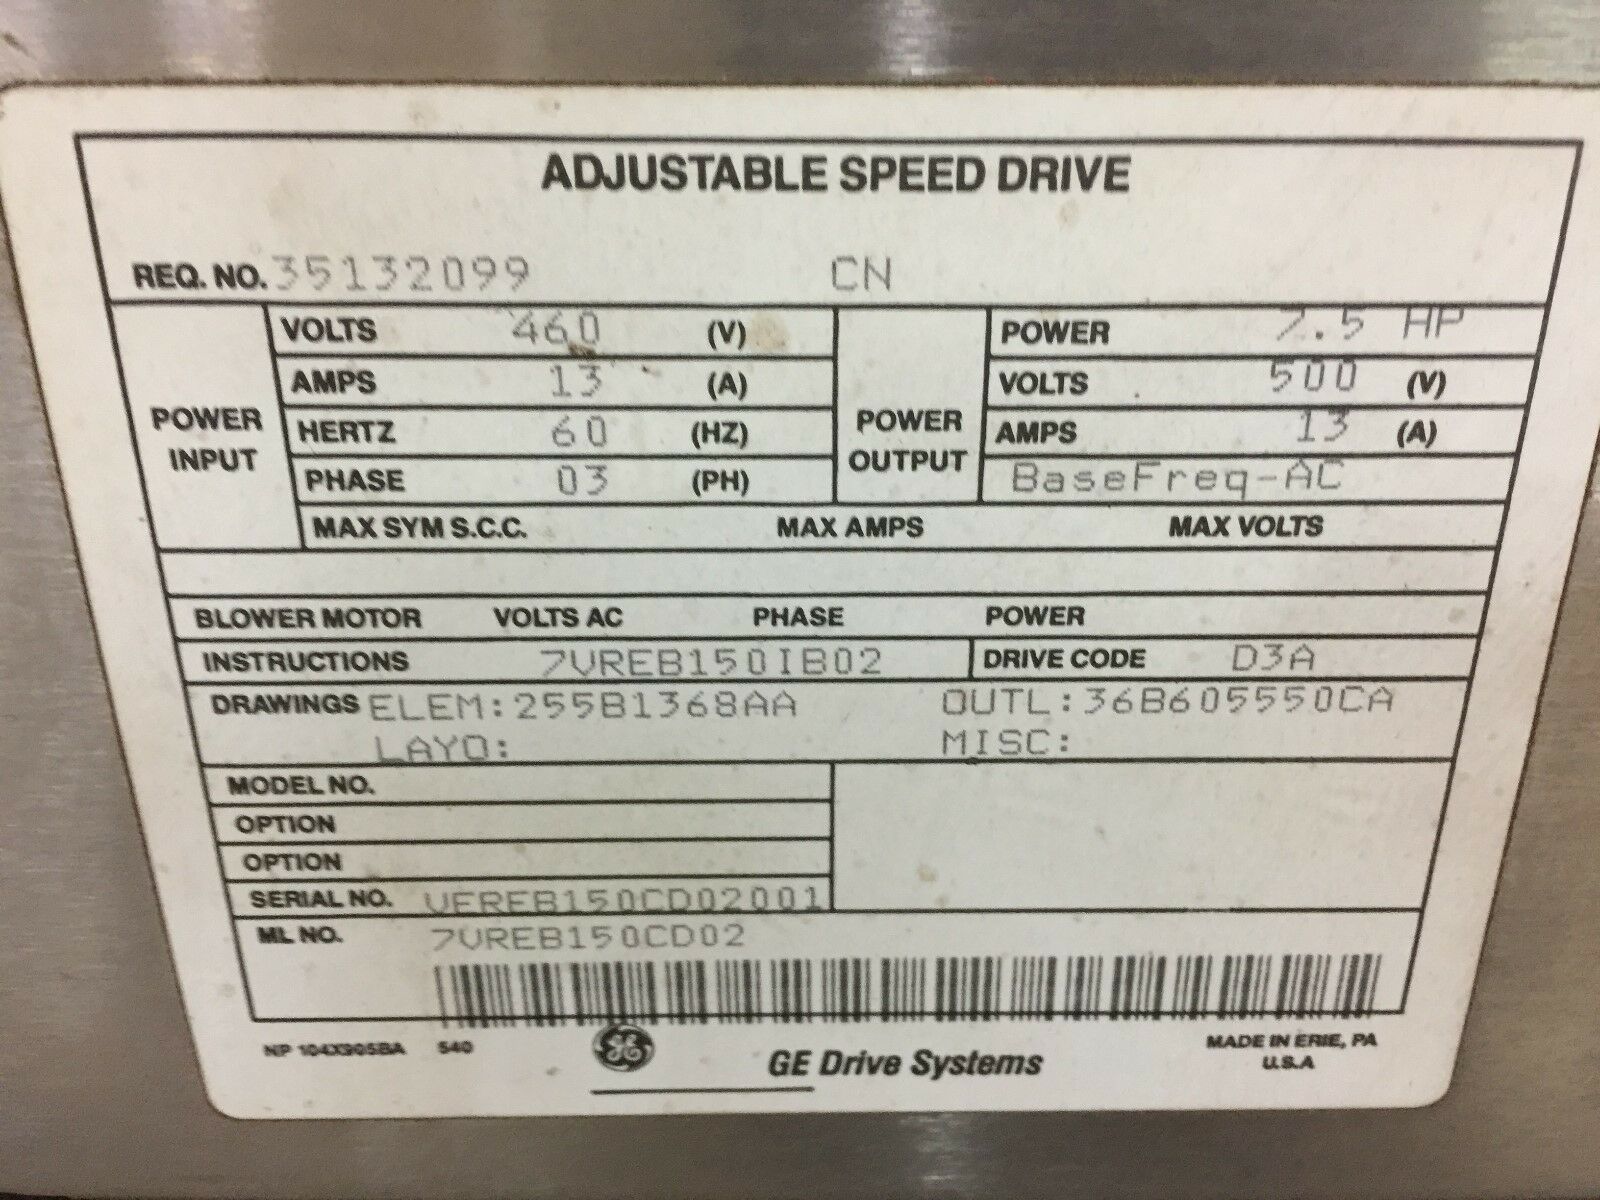 ADJUSTABLE SPEED DRIVE
REQ. NO. 35132099 CN
POWER INPUT
VOLTS 460 (V)
AMPS 13 (A)
HERTZ 60 (HZ)
PHASE 03 (PH)
POWER OUTPUT
POWER 7.5 HP
VOLTS 500 (V)
AMPS 13 (A)
BaseFreq-AC
MAX SYM S.C.C. MAX AMPS MAX VOLTS
BLOWER MOTOR VOLTS AC PHASE POWER
INSTRUCTIONS 7VREB150IB02 DRIVE CODE D3A
DRAWINGS ELEM:255B1368AA OUTL:36B605550CA
LAYO: MISC:
MODEL NO.
OPTION
OPTION
SERIAL NO. VFREB150CD02001
ML NO. 7VREB150CD02
NP 104X905BA 540 GE GE Drive Systems MADE IN ERIE, PA
U.S.A